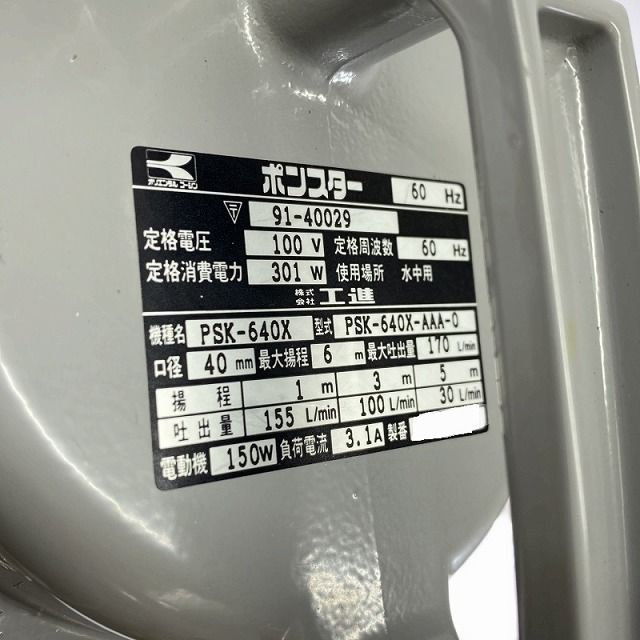 ポンスター 60 Hz
91-40029
定格電圧 100 V 定格周波数 60 Hz
定格消費電力 301 W 使用場所 水中用
株式会社 工進
機種名 PSK-640X 型式 PSK-640X-AAA-0
口径 40 mm 最大揚程 6 m 最大吐出量 170 L/min
揚程 1 m 3 m 5 m
吐出量 155 L/min 100 L/min 30 L/min
電動機 150W 負荷電流 3.1A 製番